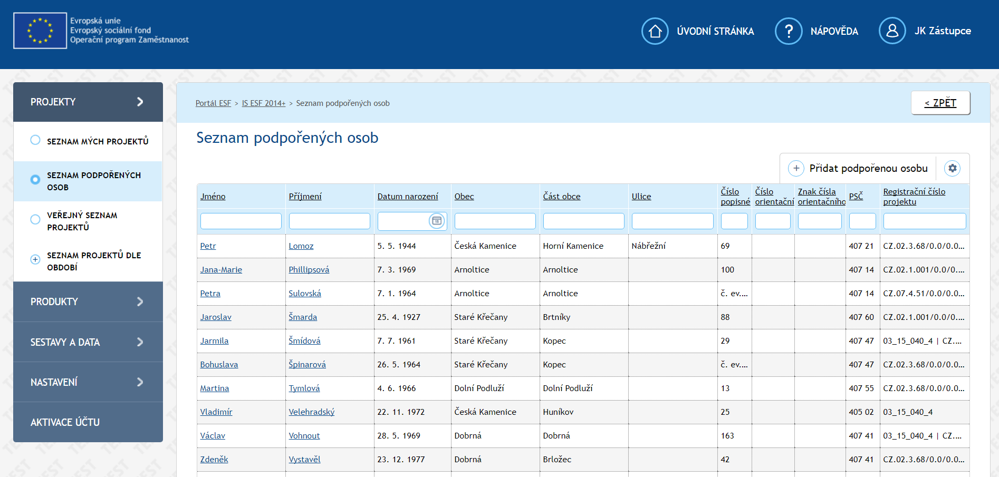 Evropská unie
Evropský sociální fond
Operační program Zaměstnanost
ÚVODNÍ STRÁNKA
NÁPOVĚDA
JK Zástupce
PROJEKTY
SEZNAM MÝCH PROJEKTŮ
SEZNAM PODPOŘENÝCH
OSOB
VEŘEJNÝ SEZNAM
PROJEKTŮ
SEZNAM PROJEKTŮ DLE
OBDOBÍ
PRODUKTY
SESTAVY A DATA
NASTAVENÍ
AKTIVACE ÚČTU
Portál ESF > IS ESF 2014+ > Seznam podpořených osob
< ZPĚT
Seznam podpořených osob
Přidat podpořenou osobu
Jméno Příjmení Datum narození Obec Část obce Ulice Číslo popisné Číslo orientační Znak čísla orientačního PSČ Registrační číslo projektu
Petr Lomoz 5. 5. 1944 Česká Kamenice Horní Kamenice Nábřežní 69 407 21 CZ.02.3.68/0.0/0.0...
Jana-Marie Phillipsová 7. 3. 1969 Arnoltice Arnoltice 100 407 14 CZ.02.1.001/0.0/0....
Petra Sulovská 7. 1. 1964 Arnoltice Arnoltice č. ev.... 407 14 CZ.07.4.51/0.0/0.0...
Jaroslav Šmarda 25. 4. 1927 Staré Křečany Brtníky 88 407 60 CZ.02.1.001/0.0/0....
Jarmila Šmídová 7. 7. 1961 Staré Křečany Kopec 29 407 47 03_15_040_4 | CZ....
Bohuslava Špinarová 26. 5. 1964 Staré Křečany Kopec č. ev.... 407 47 CZ.02.3.68/0.0/0.0...
Martina Tymlová 4. 6. 1966 Dolní Podluží Dolní Podluží 13 407 55 CZ.02.3.68/0.0/0.0...
Vladimír Velehradský 22. 11. 1972 Česká Kamenice Huníkov 25 405 02 03_15_040_4
Václav Vohnout 28. 5. 1969 Dobrná Dobrná 163 407 41 03_15_040_4 | CZ....
Zdeněk Vystavěl 23. 12. 1977 Dobrná Brložec 42 407 41 CZ.02.3.68/0.0/0.0...